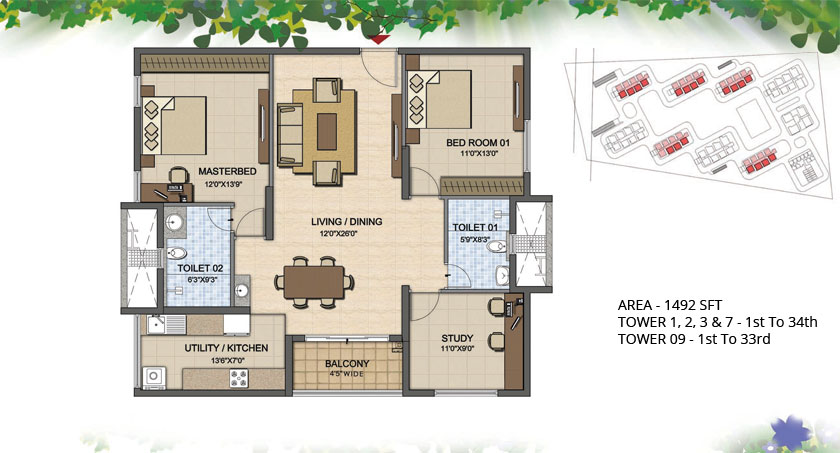 BED ROOM 01
11'0"X13'0"
MASTERBED
12'0"X13'9"
LIVING / DINING
12'0"X26'0"
TOILET 01
5'9"X8'3"
TOILET 02
6'3"X9'3"
UTILITY / KITCHEN
13'6"X7'0"
BALCONY
4'5" WIDE
STUDY
11'0"X9'0"
AREA - 1492 SFT
TOWER 1, 2, 3 & 7 - 1st To 34th
TOWER 09 - 1st To 33rd